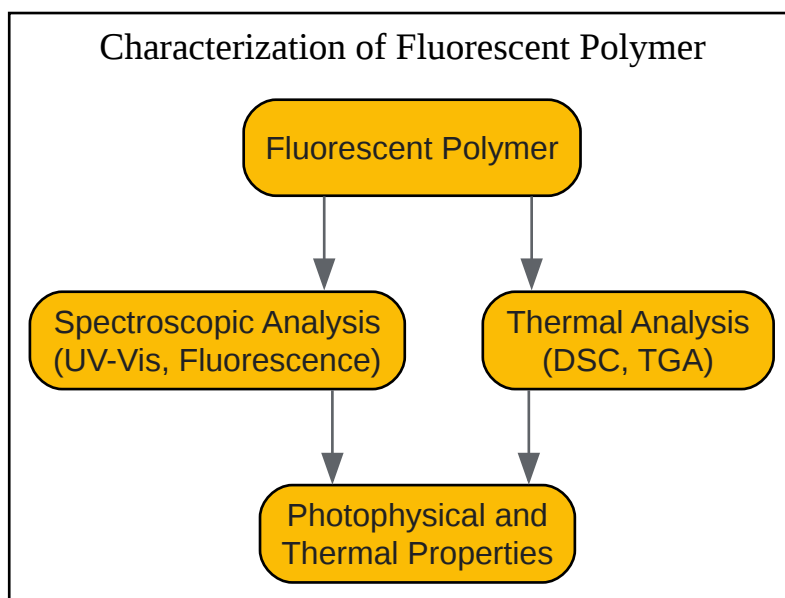 Characterization of Fluorescent Polymer
Fluorescent Polymer
Spectroscopic Analysis
(UV-Vis, Fluorescence)
Thermal Analysis
(DSC, TGA)
Photophysical and
Thermal Properties